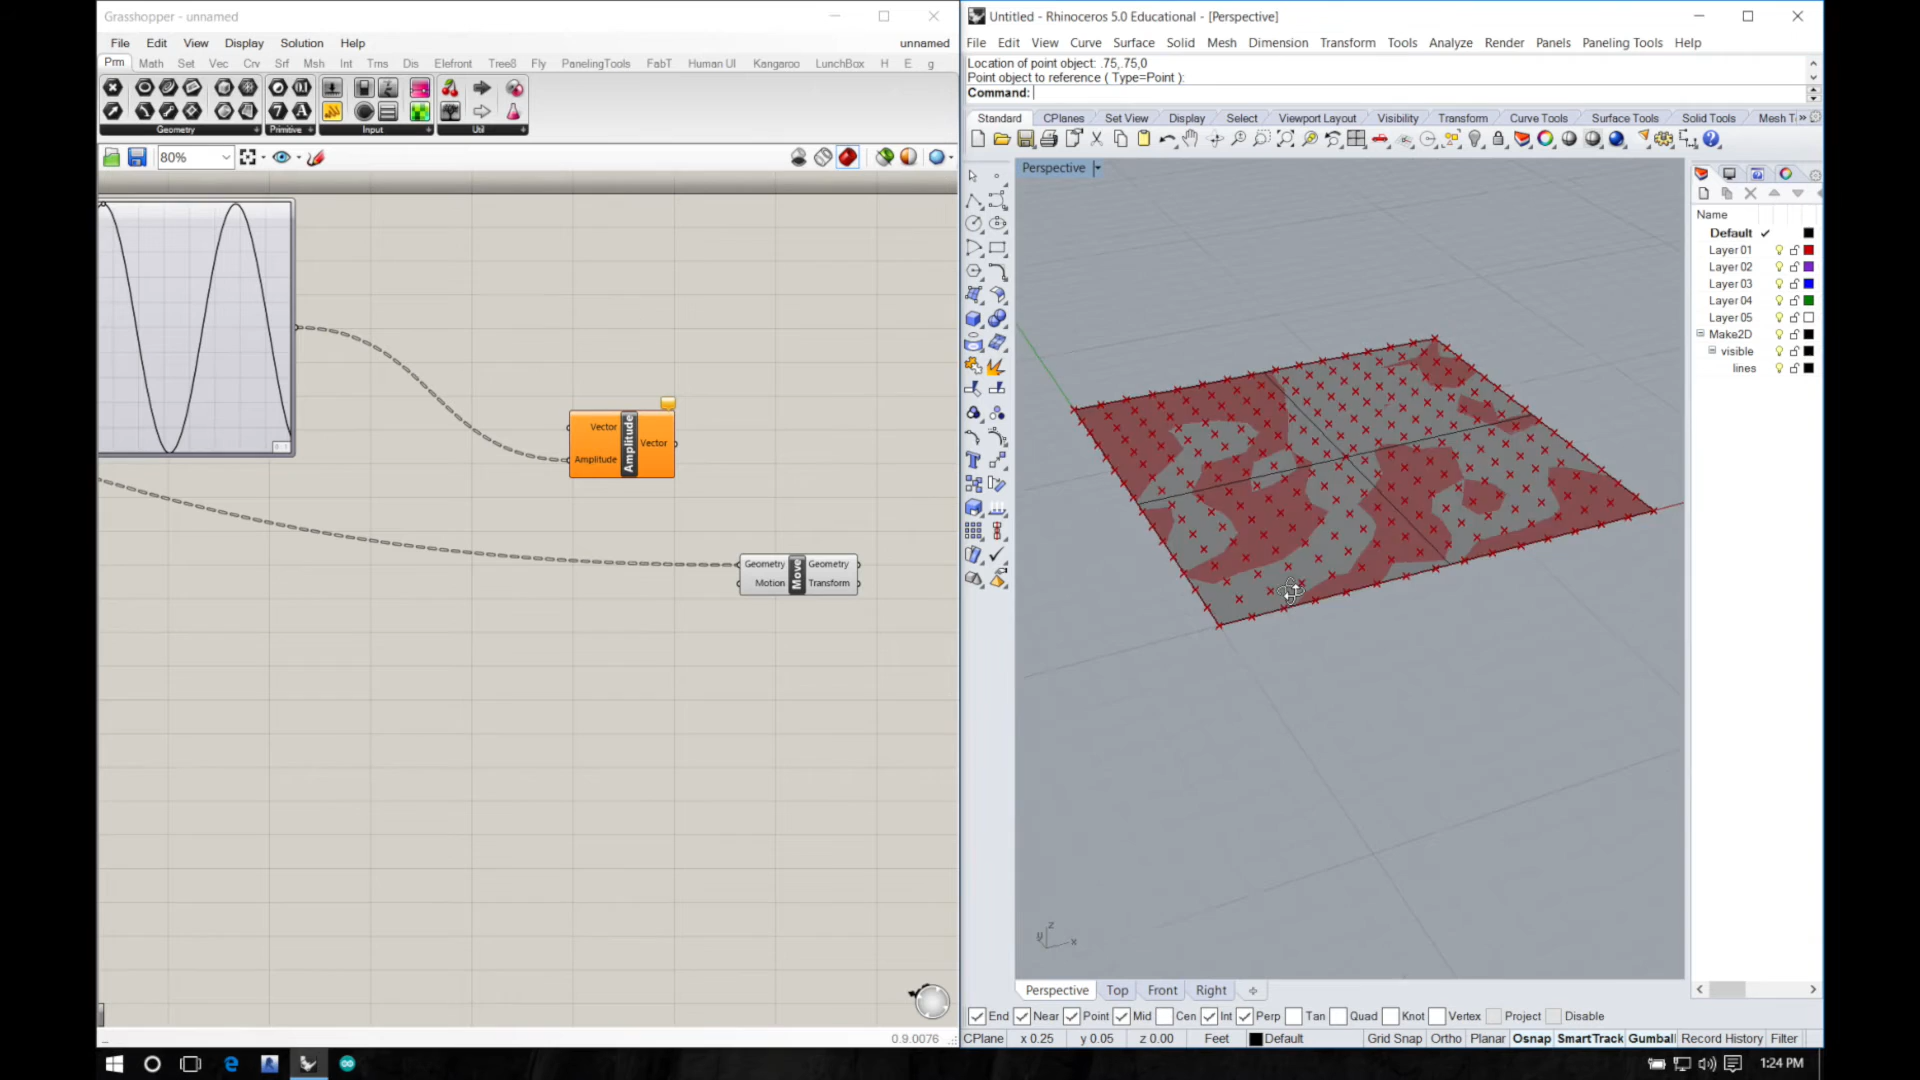 Grasshopper - unnamed
File Edit View Display Solution Help unnamed
Prm Math Set Vec Crv Srf Msh Int Trns Dis Elefront Tree8 Fly PanelingTools FabT Human UI Kangaroo LunchBox H E g
Geometry Primitive Input Util
80%
0:1
Vector
Amplitude
Amplitude
Vector
Geometry
Motion
Move
Geometry
Transform
0.9.0076
Untitled - Rhinoceros 5.0 Educational - [Perspective]
File Edit View Curve Surface Solid Mesh Dimension Transform Tools Analyze Render Panels Paneling Tools Help
Location of point object: .75,.75,0
Point object to reference ( Type=Point ):
Command:
Standard CPlanes Set View Display Select Viewport Layout Visibility Transform Curve Tools Surface Tools Solid Tools Mesh T
Perspective
z
y
x
Name
Default
Layer 01
Layer 02
Layer 03
Layer 04
Layer 05
Make2D
visible
lines
Perspective Top Front Right
End Near Point Mid Cen Int Perp Tan Quad Knot Vertex Project Disable
CPlane x 0.25 y 0.05 z 0.00 Feet Default Grid Snap Ortho Planar Osnap SmartTrack Gumbal Record History Filter
1:24 PM